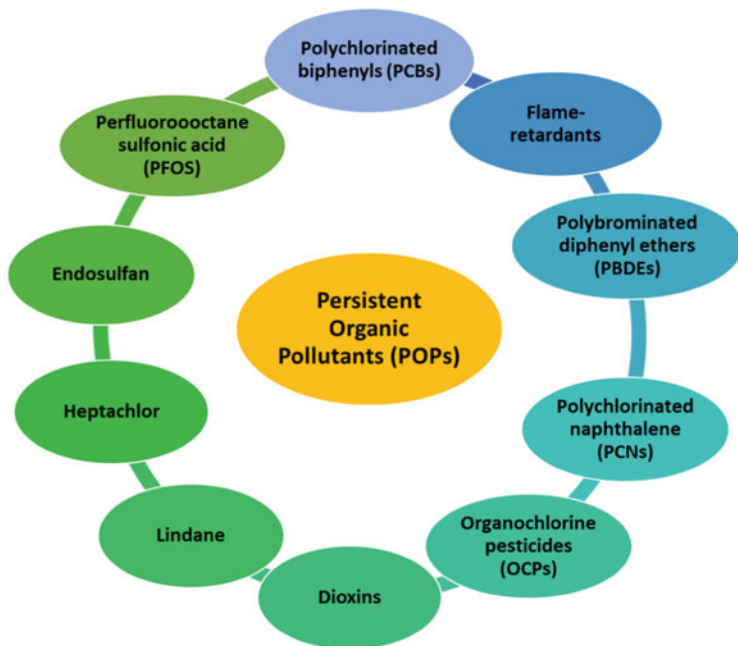 Polychlorinated
biphenyls (PCBs)
Flame-
retardants
Polybrominated
diphenyl ethers
(PBDEs)
Polychlorinated
naphthalene
(PCNs)
Organochlorine
pesticides
(OCPs)
Dioxins
Lindane
Heptachlor
Endosulfan
Perfluoroooctane
sulfonic acid
(PFOS)
Persistent
Organic
Pollutants (POPs)